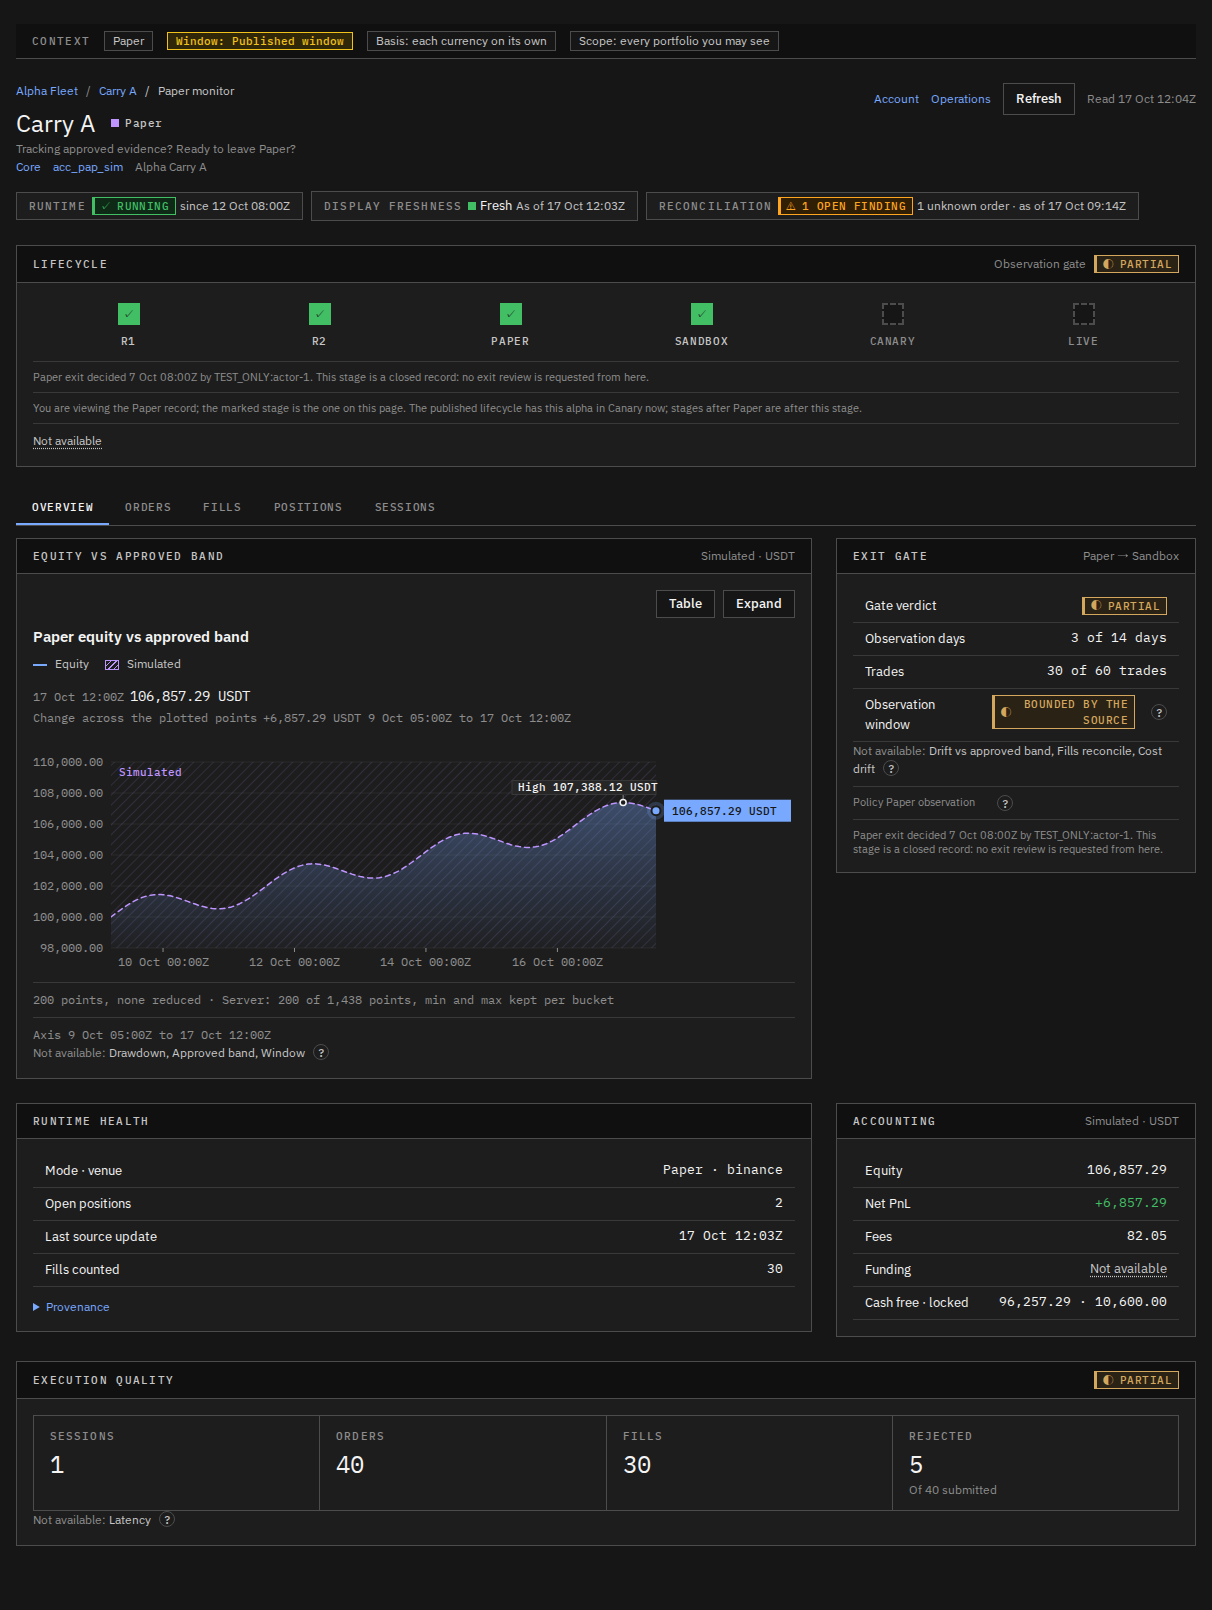 CONTEXT Paper Window: Published window Basis: each currency on its own Scope: every portfolio you may see
Alpha Fleet / Carry A / Paper monitor
Account Operations Refresh Read 17 Oct 12:04Z
Carry A Paper
Tracking approved evidence? Ready to leave Paper?
Core acc_pap_sim Alpha Carry A
RUNTIME ✓ RUNNING since 12 Oct 08:00Z
DISPLAY FRESHNESS Fresh As of 17 Oct 12:03Z
RECONCILIATION ⚠ 1 OPEN FINDING 1 unknown order · as of 17 Oct 09:14Z
LIFECYCLE Observation gate PARTIAL
R1 R2 PAPER SANDBOX CANARY LIVE
Paper exit decided 7 Oct 08:00Z by TEST_ONLY:actor-1. This stage is a closed record: no exit review is requested from here.
You are viewing the Paper record; the marked stage is the one on this page. The published lifecycle has this alpha in Canary now; stages after Paper are after this stage.
Not available
OVERVIEW ORDERS FILLS POSITIONS SESSIONS
EQUITY VS APPROVED BAND Simulated · USDT
Table Expand
Paper equity vs approved band
Equity Simulated
17 Oct 12:00Z 106,857.29 USDT
Change across the plotted points +6,857.29 USDT 9 Oct 05:00Z to 17 Oct 12:00Z
110,000.00
Simulated
108,000.00
High 107,388.12 USDT
106,857.29 USDT
106,000.00
104,000.00
102,000.00
100,000.00
98,000.00
10 Oct 00:00Z 12 Oct 00:00Z 14 Oct 00:00Z 16 Oct 00:00Z
200 points, none reduced · Server: 200 of 1,438 points, min and max kept per bucket
Axis 9 Oct 05:00Z to 17 Oct 12:00Z
Not available: Drawdown, Approved band, Window ?
EXIT GATE Paper → Sandbox
Gate verdict PARTIAL
Observation days 3 of 14 days
Trades 30 of 60 trades
Observation
window
BOUNDED BY THE
SOURCE ?
Not available: Drift vs approved band, Fills reconcile, Cost
drift ?
Policy Paper observation ?
Paper exit decided 7 Oct 08:00Z by TEST_ONLY:actor-1. This
stage is a closed record: no exit review is requested from here.
RUNTIME HEALTH
Mode · venue Paper · binance
Open positions 2
Last source update 17 Oct 12:03Z
Fills counted 30
Provenance
ACCOUNTING Simulated · USDT
Equity 106,857.29
Net PnL +6,857.29
Fees 82.05
Funding Not available
Cash free · locked 96,257.29 · 10,600.00
EXECUTION QUALITY PARTIAL
SESSIONS ORDERS FILLS REJECTED
1 40 30 5
Of 40 submitted
Not available: Latency ?